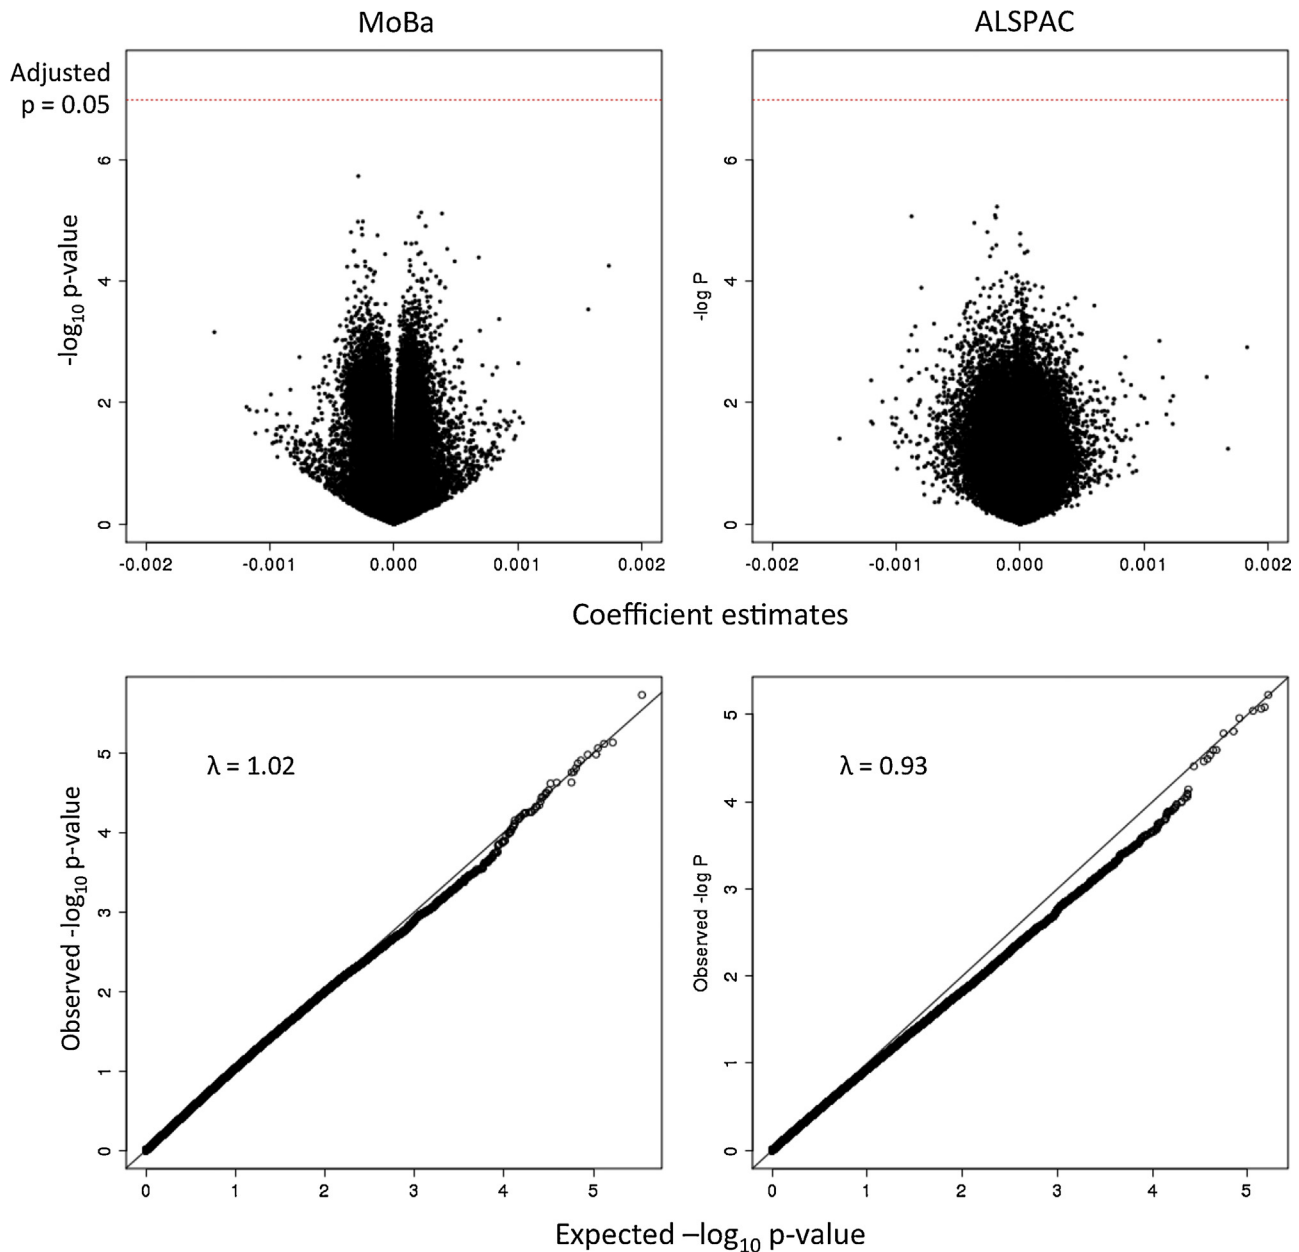 MoBa
ALSPAC
Adjusted
p = 0.05
-log10 p-value
6
4
2
0
-0.002 -0.001 0.000 0.001 0.002
-log P
6
4
2
0
-0.002 -0.001 0.000 0.001 0.002
Coefficient estimates
λ = 1.02
Observed -log10 p-value
5
4
3
2
1
0
0 1 2 3 4 5
λ = 0.93
Observed -log P
5
4
3
2
1
0
0 1 2 3 4 5
Expected –log10 p-value